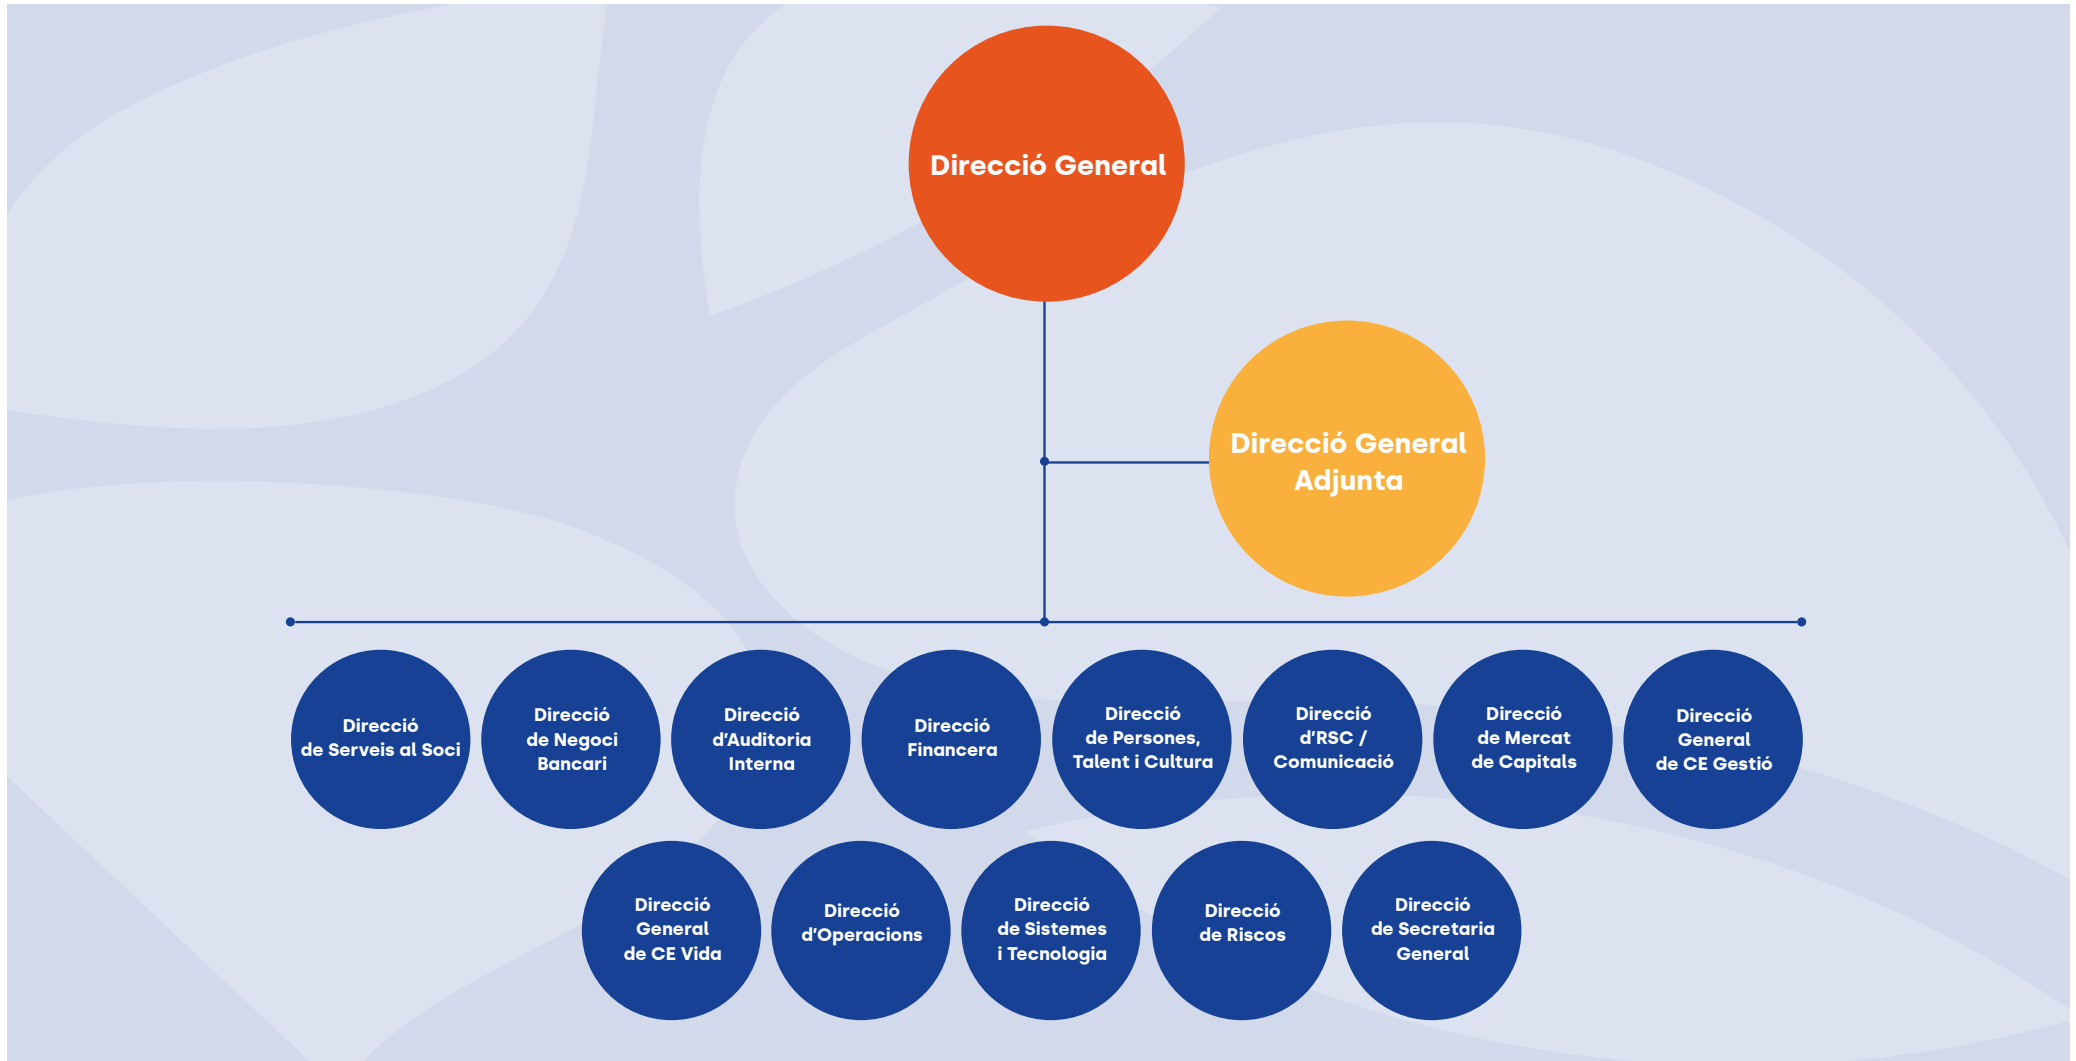 Direcció General
Direcció General
Adjunta
Direcció
de Serveis al Soci
Direcció
de Negoci
Bancari
Direcció
d'Auditoria
Interna
Direcció
Financera
Direcció
de Persones,
Talent i Cultura
Direcció
d'RSC /
Comunicació
Direcció
de Mercat
de Capitals
Direcció
General
de CE Gestió
Direcció
General
de CE Vida
Direcció
d'Operacions
Direcció
de Sistemes
i Tecnologia
Direcció
de Riscos
Direcció
de Secretaria
General